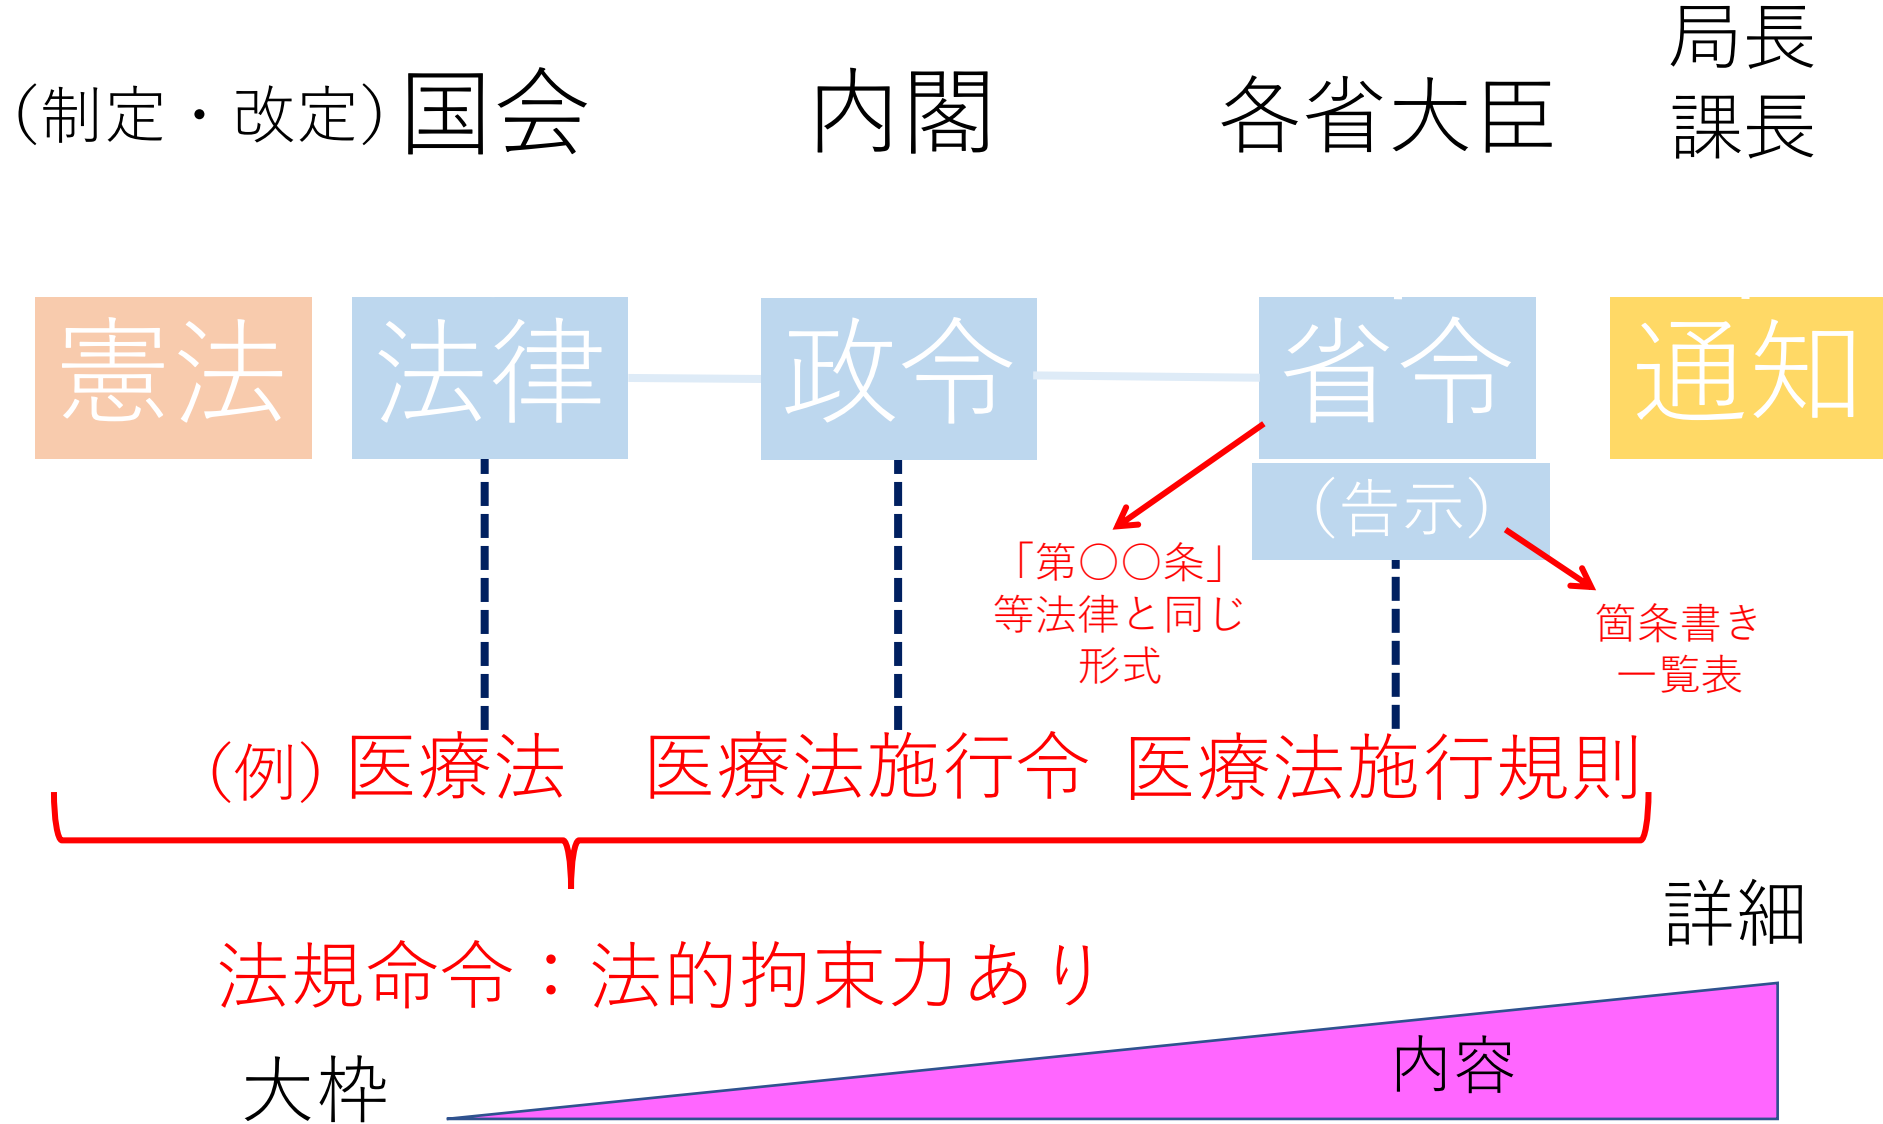 （制定・改定）国会　内閣　各省大臣
局長
課長
憲法　法律　政令　省令　通知
（告示）
「第〇〇条」
等法律と同じ
形式
箇条書き
一覧表
（例）医療法　医療法施行令　医療法施行規則
法規命令：法的拘束力あり
詳細
大枠
内容